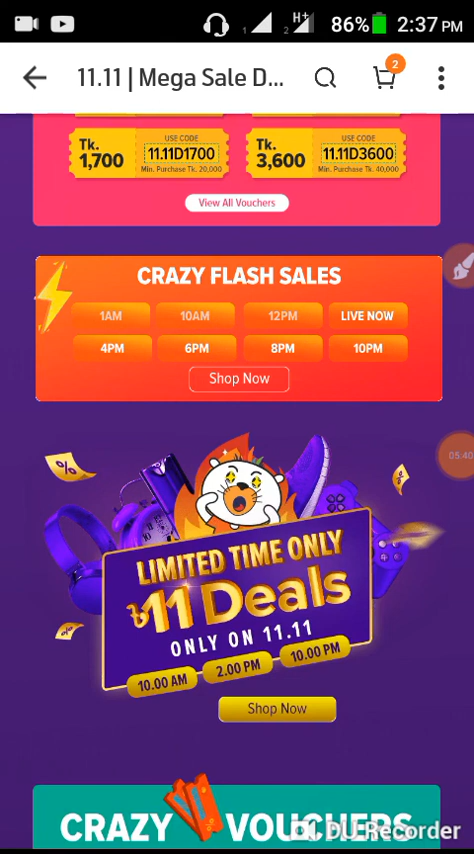 1 2 H+ 86% 2:37 PM
11.11 | Mega Sale D... 2
Tk. 1,700 USE CODE 11.11D1700 Min. Purchase Tk. 20,000
Tk. 3,600 USE CODE 11.11D3600 Min. Purchase Tk. 40,000
View All Vouchers
CRAZY FLASH SALES
1AM 10AM 12PM LIVE NOW
4PM 6PM 8PM 10PM
Shop Now
05:40
%
LIMITED TIME ONLY
৳11 Deals
ONLY ON 11.11
10.00 AM 2.00 PM 10.00 PM
Shop Now
CRAZY VOUCHERS
DU Recorder